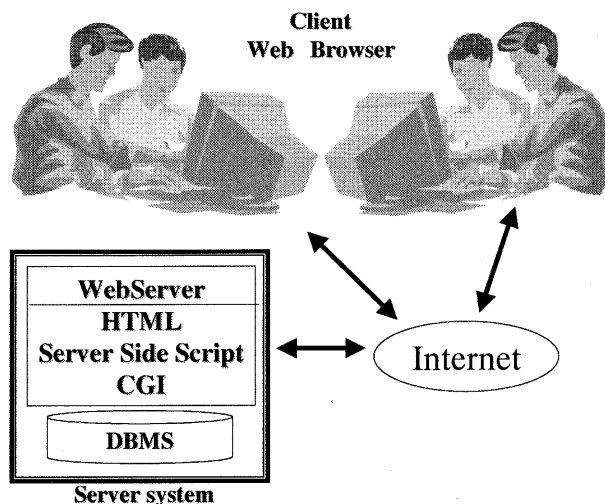 Client
Web Browser
WebServer
HTML
Server Side Script
CGI
DBMS
Internet
Server system